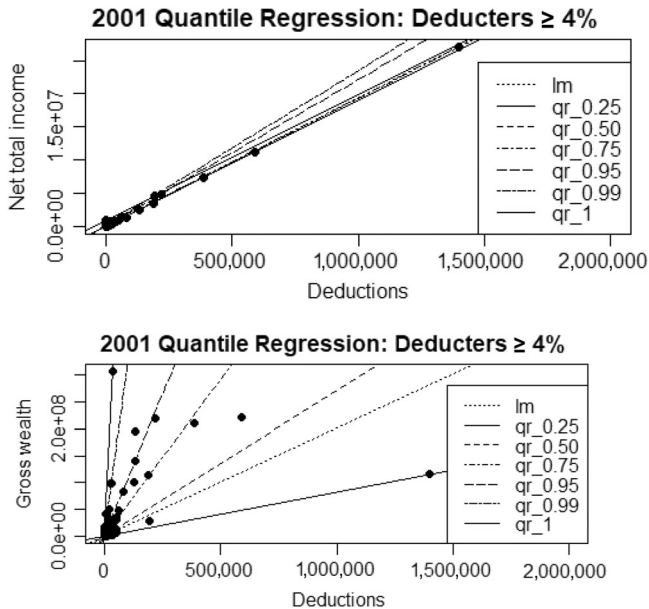 2001 Quantile Regression: Deducters ≥ 4%
Net total income
1.5e+07
0.0e+00
lm
qr_0.25
qr_0.50
qr_0.75
qr_0.95
qr_0.99
qr_1
0
500,000
1,000,000
1,500,000
2,000,000
Deductions
2001 Quantile Regression: Deducters ≥ 4%
Gross wealth
2.0e+08
0.0e+00
lm
qr_0.25
qr_0.50
qr_0.75
qr_0.95
qr_0.99
qr_1
0
500,000
1,000,000
1,500,000
2,000,000
Deductions